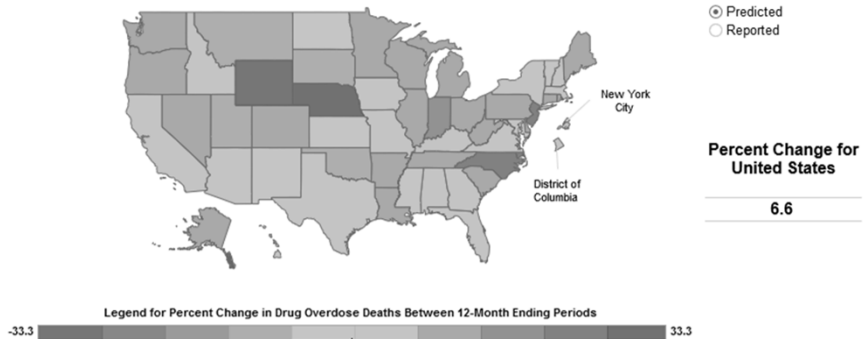 Predicted
Reported
New York
City
District of
Columbia
Percent Change for
United States
6.6
Legend for Percent Change in Drug Overdose Deaths Between 12-Month Ending Periods
-33.3
33.3